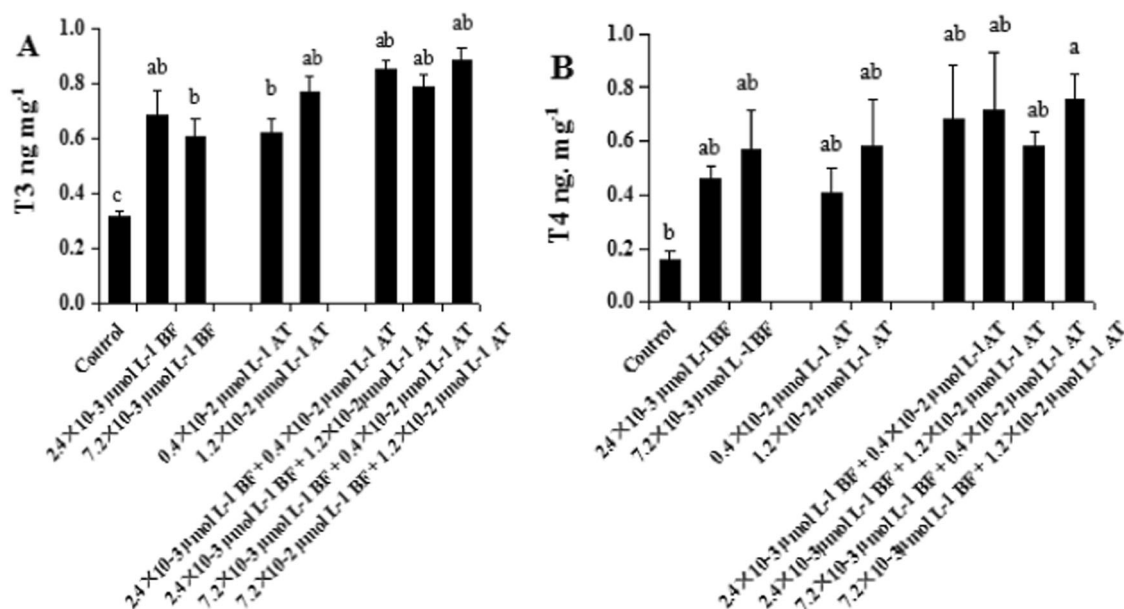 A
T3 ng mg-1
1.0
0.8
0.6
0.4
0.2
0.0
c
ab
b
b
ab
ab
ab
ab
Control
2.4×10-3 μmol L-1 BF
7.2×10-3 μmol L-1 BF
0.4×10-2 μmol L-1 AT
1.2×10-2 μmol L-1 AT
2.4×10-3 μmol L-1 BF + 0.4×10-2 μmol L-1 AT
2.4×10-3 μmol L-1 BF + 1.2×10-2μmol L-1 AT
7.2×10-3 μmol L-1 BF + 0.4×10-2 μmol L-1 AT
7.2×10-2 μmol L-1 BF + 1.2×10-2 μmol L-1 AT
B
T4 ng. mg-1
1.0
0.8
0.6
0.4
0.2
0.0
b
ab
ab
ab
ab
ab
ab
ab
a
Control
2.4×10-3 μmol L-1 BF
7.2×10-3 μmol L-1 BF
0.4×10-2 μmol L-1 AT
1.2×10-2 μmol L-1 AT
2.4×10-3 μmol L-1 BF + 0.4×10-2 μmol L-1 AT
2.4×10-3μmol L-1 BF + 1.2×10-2 μmol L-1 AT
7.2×10-3 μmol L-1 BF + 0.4×10-2 μmol L-1 AT
7.2×10-3μmol L-1 BF + 1.2×10-2 μmol L-1 AT